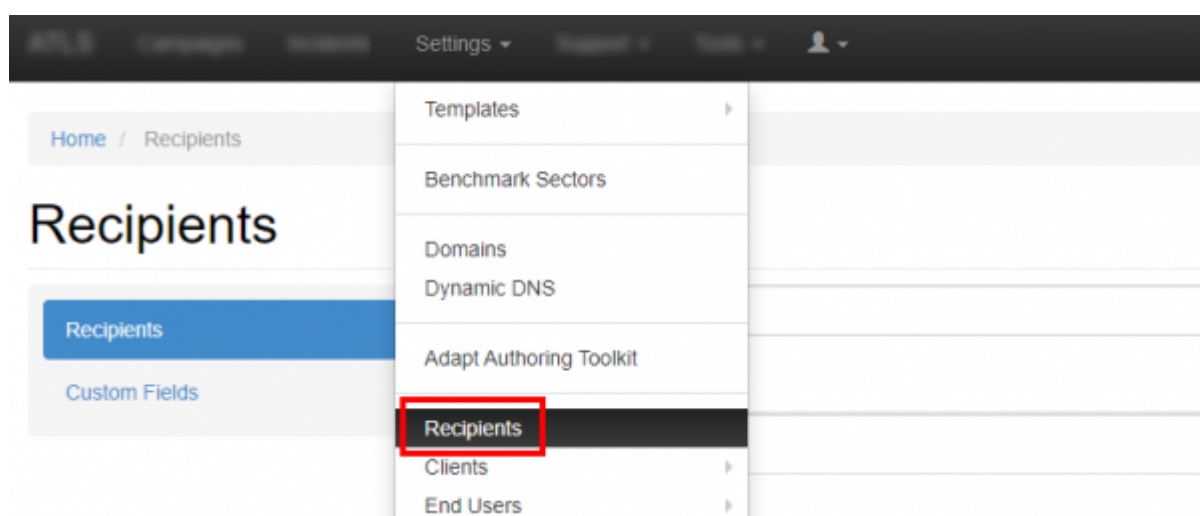 Settings
Templates
Home / Recipients
Benchmark Sectors
Recipients
Domains
Dynamic DNS
Recipients
Adapt Authoring Toolkit
Custom Fields
Recipients
Clients
End Users